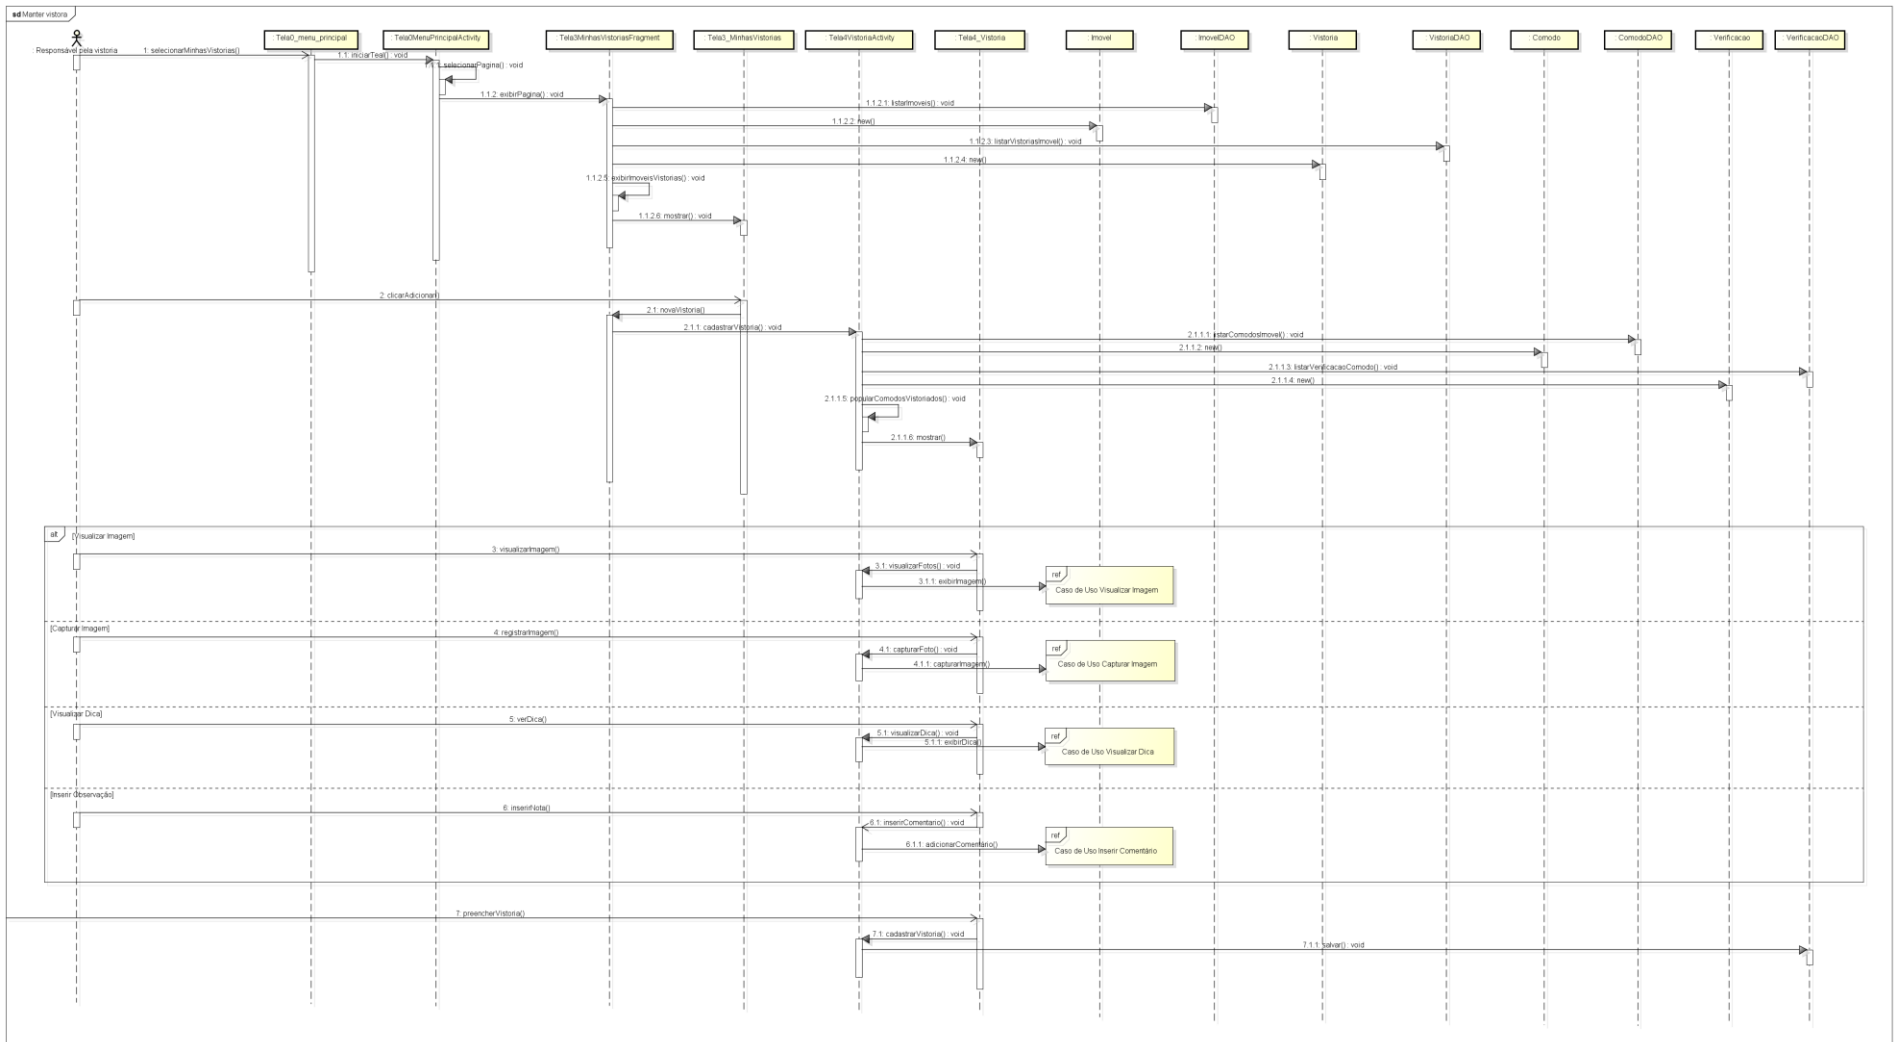 sd Manter vistora
Responsável pela vistoria
: Tela0_menu_principal
: Tela0MenuPrincipalActivity
: Tela3MinhasVistoriasFragment
: Tela3_MinhasVistorias
: Tela4VistoriaActivity
: Tela4_Vistoria
: Imovel
: ImovelDAO
: Vistoria
: VistoriaDAO
: Comodo
: ComodoDAO
: Verificacao
: VerificacaoDAO
1: selecionarMinhasVistorias()
1.1: iniciarTeal() : void
1.1.1: selecionarPagina() : void
1.1.2: exibirPagina() : void
1.1.2.1: listarImoveis() : void
1.1.2.2: new()
1.1.2.3: listarVistoriasImovel() : void
1.1.2.4: new()
1.1.2.5: exibirImoveisVistorias() : void
1.1.2.6: mostrar() : void
2: clicarAdicionar()
2.1: novaVistoria()
2.1.1: cadastrarVistoria() : void
2.1.1.1: listarComodosImovel() : void
2.1.1.2: new()
2.1.1.3: listarVerificacaoComodo() : void
2.1.1.4: new()
2.1.1.5: popularComodosVistoriados() : void
2.1.1.6: mostrar()
alt
[Visualizar Imagem]
3: visualizarImagem()
3.1: visualizarFotos() : void
3.1.1: exibirImagem()
ref
Caso de Uso Visualizar Imagem
[Capturar Imagem]
4: registrarImagem()
4.1: capturarFoto() : void
4.1.1: capturarImagem()
ref
Caso de Uso Capturar Imagem
[Visualizar Dica]
5: verDica()
5.1: visualizarDica() : void
5.1.1: exibirDica()
ref
Caso de Uso Visualizar Dica
[Inserir Observação]
6: inserirNota()
6.1: inserirComentario() : void
6.1.1: adicionarComentário()
ref
Caso de Uso Inserir Comentário
7: preencherVistoria()
7.1: cadastrarVistoria() : void
7.1.1: salvar() : void